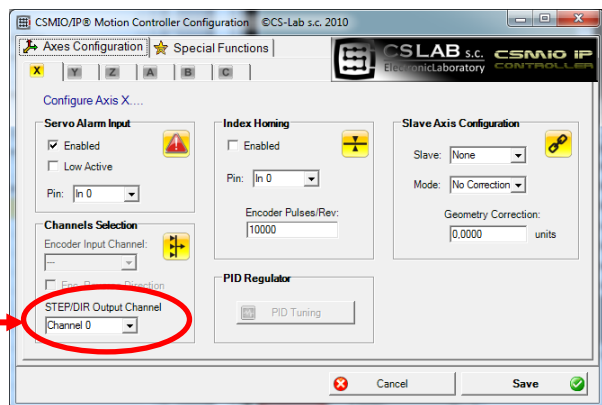 CSMIO/IP® Motion Controller Configuration ©CS-Lab s.c. 2010
Axes Configuration Special Functions
CSLAB s.c.
ElectronicLaboratory
CSMIO IP
CONTROLLER
X Y Z A B C
Configure Axis X....
Servo Alarm Input
Enabled
Low Active
Pin: In 0
Index Homing
Enabled
Pin: In 0
Encoder Pulses/Rev:
10000
Slave Axis Configuration
Slave: None
Mode: No Correction
Geometry Correction:
0.0000 units
Channels Selection
Encoder Input Channel:
---
Enc. Reverse Direction
STEP/DIR Output Channel
Channel 0
PID Regulator
PID Tuning
Cancel Save